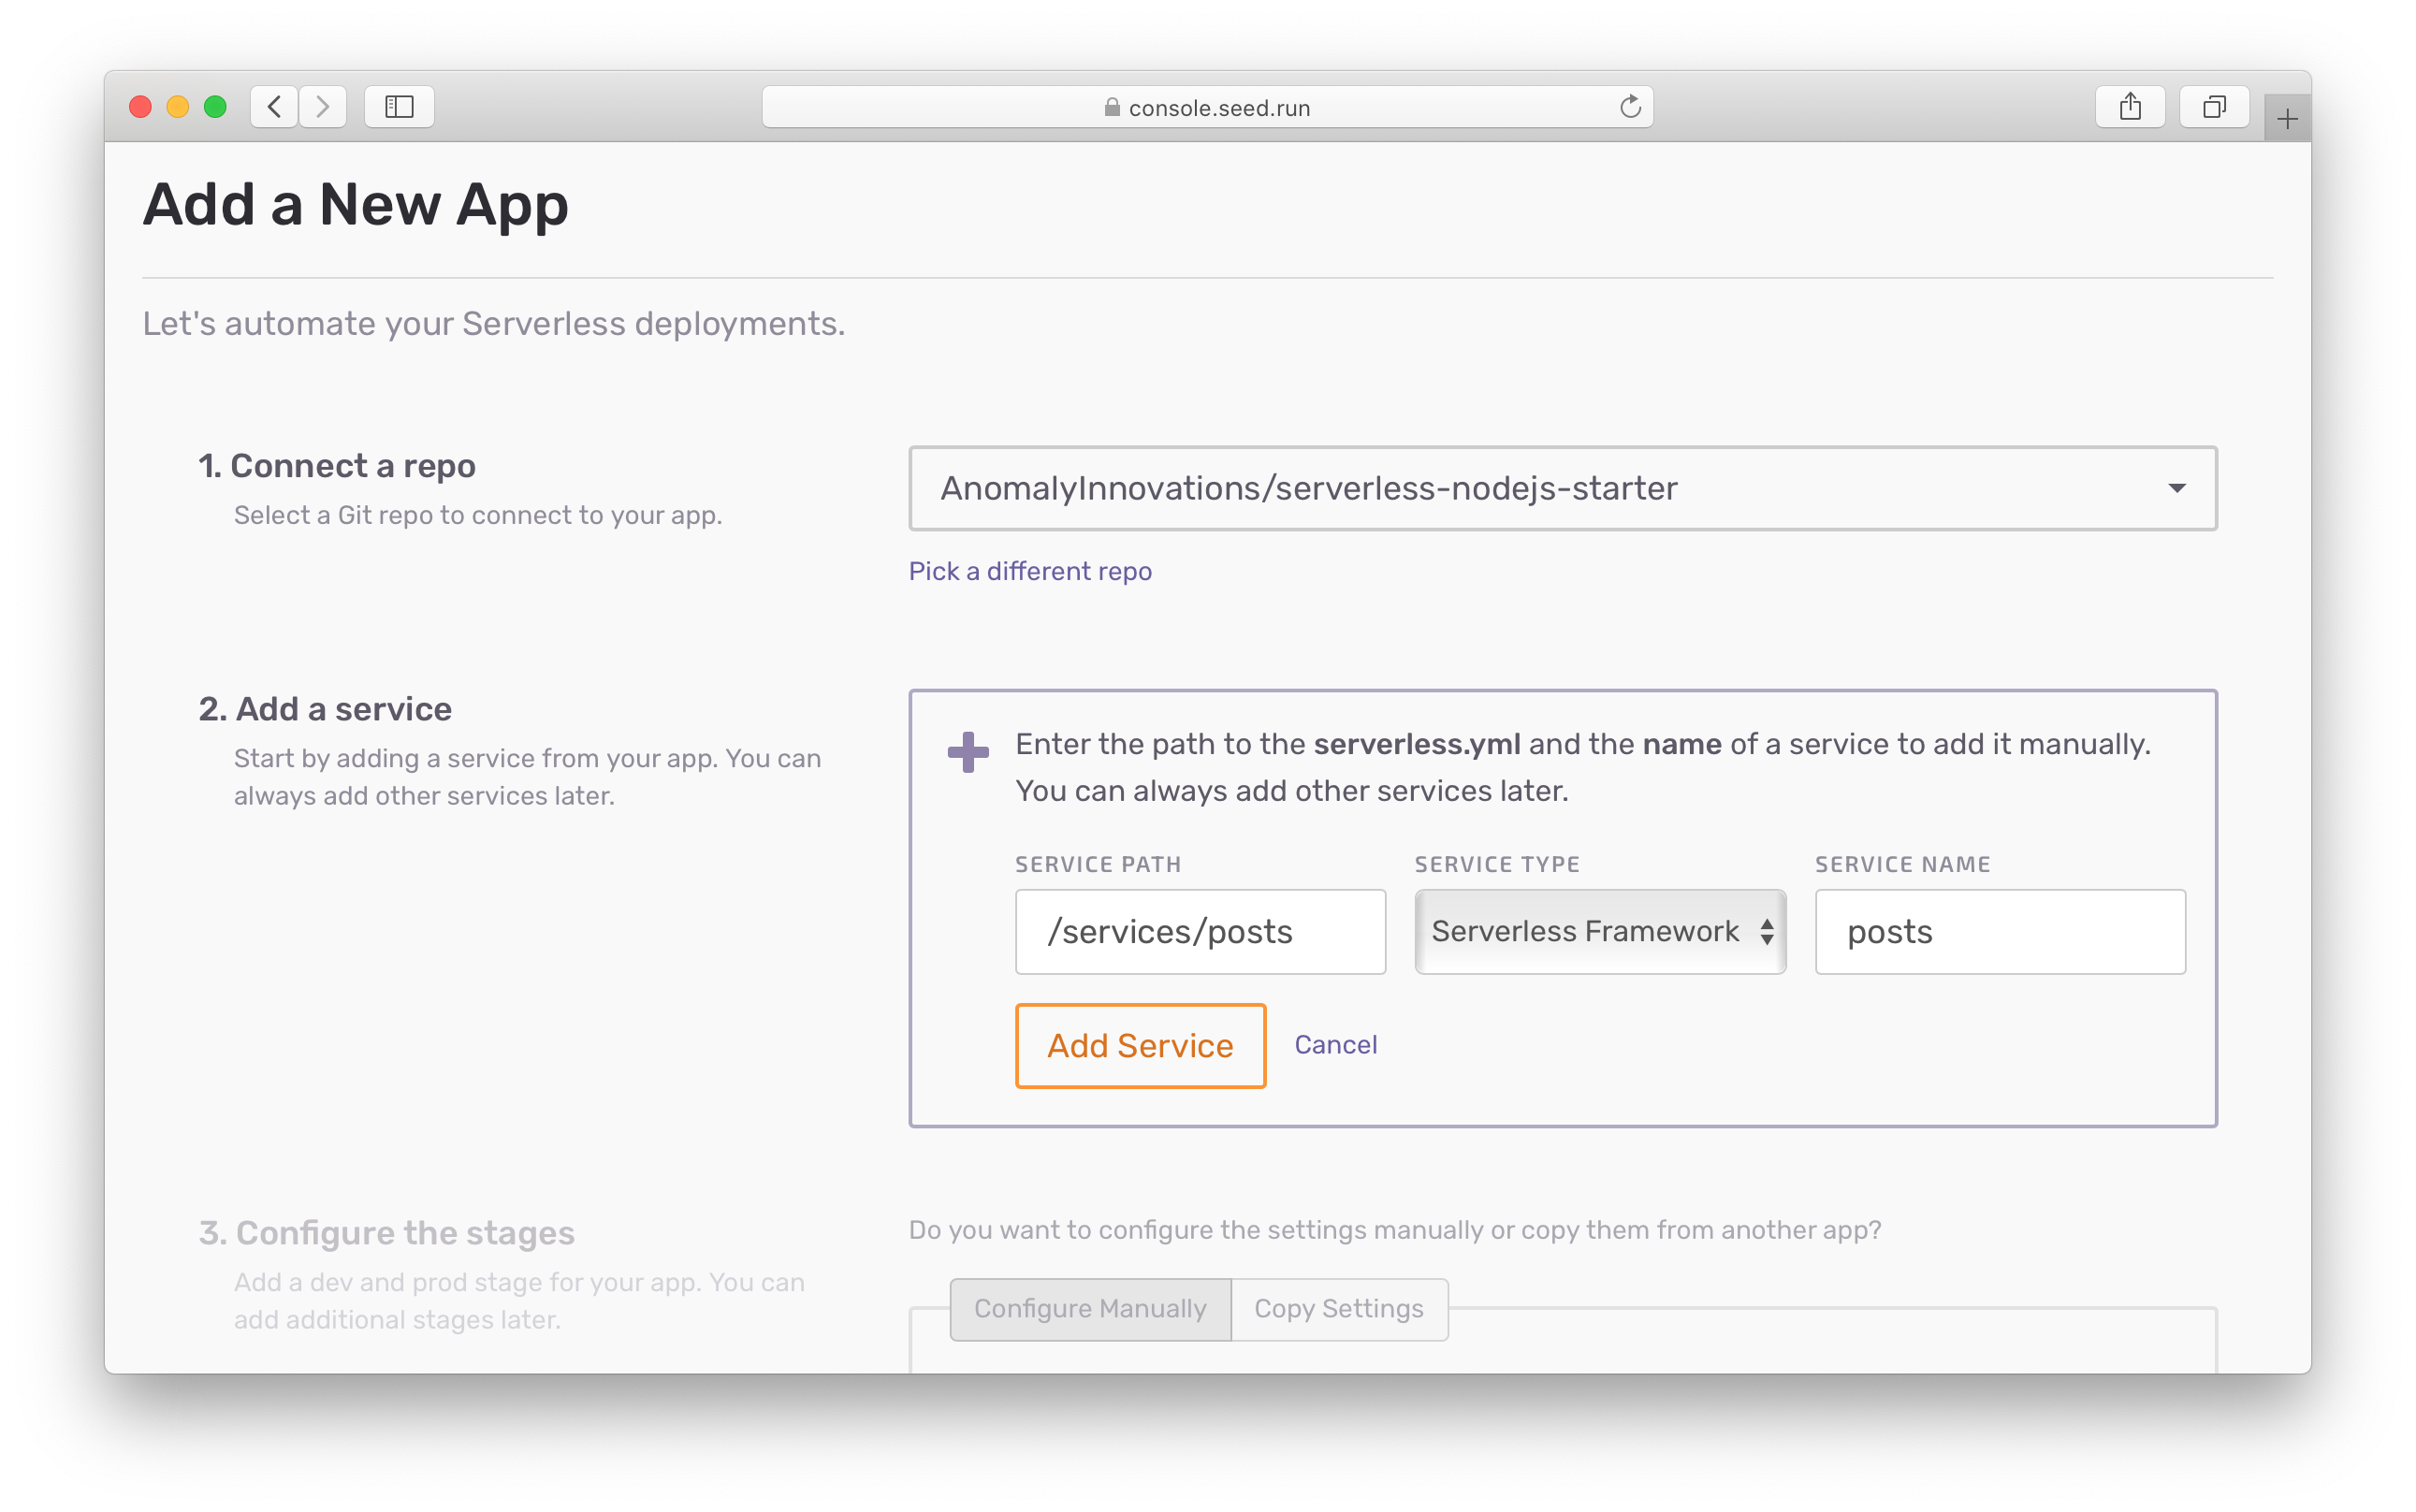 console.seed.run
Add a New App
Let's automate your Serverless deployments.
1. Connect a repo
Select a Git repo to connect to your app.
AnomalyInnovations/serverless-nodejs-starter
Pick a different repo
2. Add a service
Start by adding a service from your app. You can
always add other services later.
Enter the path to the serverless.yml and the name of a service to add it manually.
You can always add other services later.
SERVICE PATH
SERVICE TYPE
SERVICE NAME
/services/posts
Serverless Framework
posts
Add Service
Cancel
3. Configure the stages
Add a dev and prod stage for your app. You can
add additional stages later.
Do you want to configure the settings manually or copy them from another app?
Configure Manually
Copy Settings